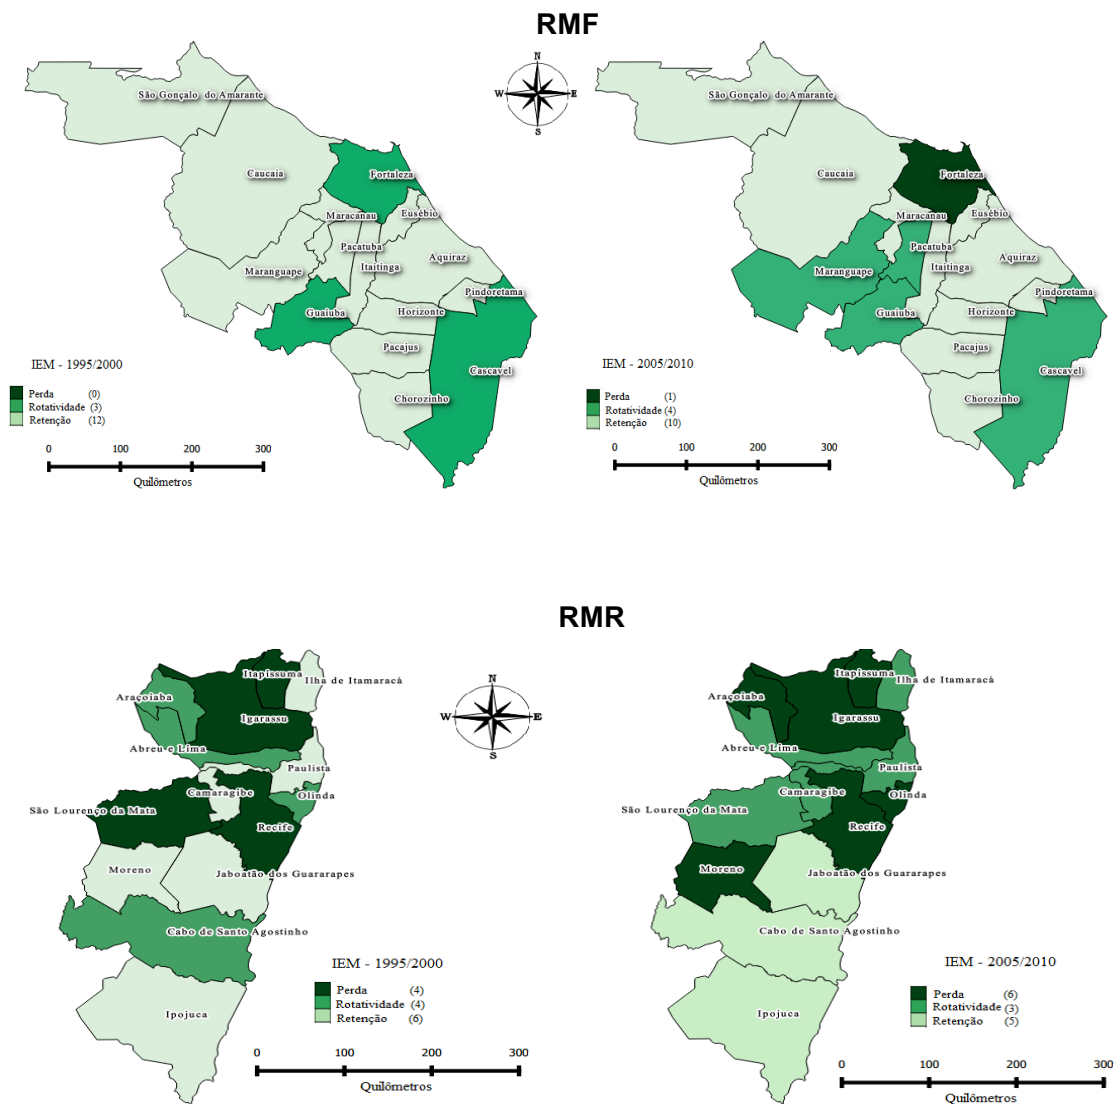 RMF
N
W E
S
São Gonçalo do Amarante
Caucaia
Fortaleza
Maracanau
Eusébio
Pacatuba
Maranguape
Itaitinga
Aquiraz
Pindoretama
Guaiuba
Horizonte
Pacajus
Cascavel
Chorozinho
IEM - 1995/2000
Perda (0)
Rotatividade (3)
Retenção (12)
0 100 200 300
Quilômetros
São Gonçalo do Amarante
Caucaia
Fortaleza
Maracanau
Eusébio
Pacatuba
Maranguape
Itaitinga
Aquiraz
Pindoretama
Guaiuba
Horizonte
Pacajus
Cascavel
Chorozinho
IEM - 2005/2010
Perda (1)
Rotatividade (4)
Retenção (10)
0 100 200 300
Quilômetros
RMR
N
W E
S
Itapissuma
Ilha de Itamaracá
Araçoiaba
Igarassu
Abreu e Lima
Paulista
Camaragibe
Olinda
São Lourenço da Mata
Recife
Moreno
Jaboatão dos Guararapes
Cabo de Santo Agostinho
Ipojuca
IEM - 1995/2000
Perda (4)
Rotatividade (4)
Retenção (6)
0 100 200 300
Quilômetros
Itapissuma
Ilha de Itamaracá
Araçoiaba
Igarassu
Abreu e Lima
Paulista
Camaragibe
Olinda
São Lourenço da Mata
Recife
Moreno
Jaboatão dos Guararapes
Cabo de Santo Agostinho
Ipojuca
IEM - 2005/2010
Perda (6)
Rotatividade (3)
Retenção (5)
0 100 200 300
Quilômetros